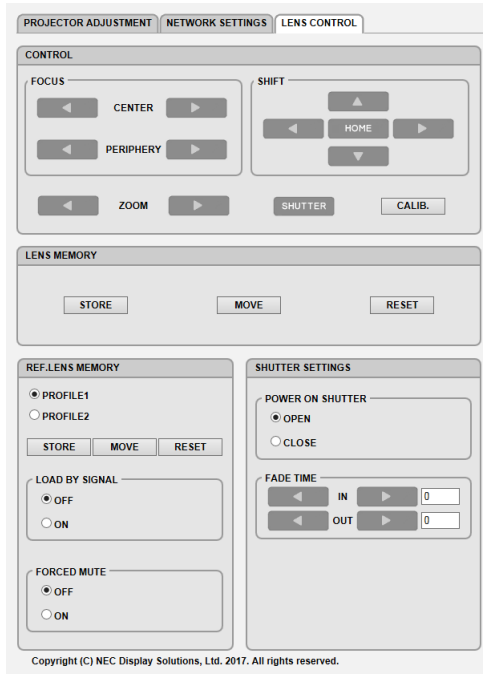 PROJECTOR ADJUSTMENT NETWORK SETTINGS LENS CONTROL
CONTROL
FOCUS
CENTER
PERIPHERY
SHIFT
HOME
ZOOM
SHUTTER
CALIB.
LENS MEMORY
STORE MOVE RESET
REF.LENS MEMORY
PROFILE1
PROFILE2
STORE MOVE RESET
LOAD BY SIGNAL
OFF
ON
FORCED MUTE
OFF
ON
SHUTTER SETTINGS
POWER ON SHUTTER
OPEN
CLOSE
FADE TIME
IN 0
OUT 0
Copyright (C) NEC Display Solutions, Ltd. 2017. All rights reserved.